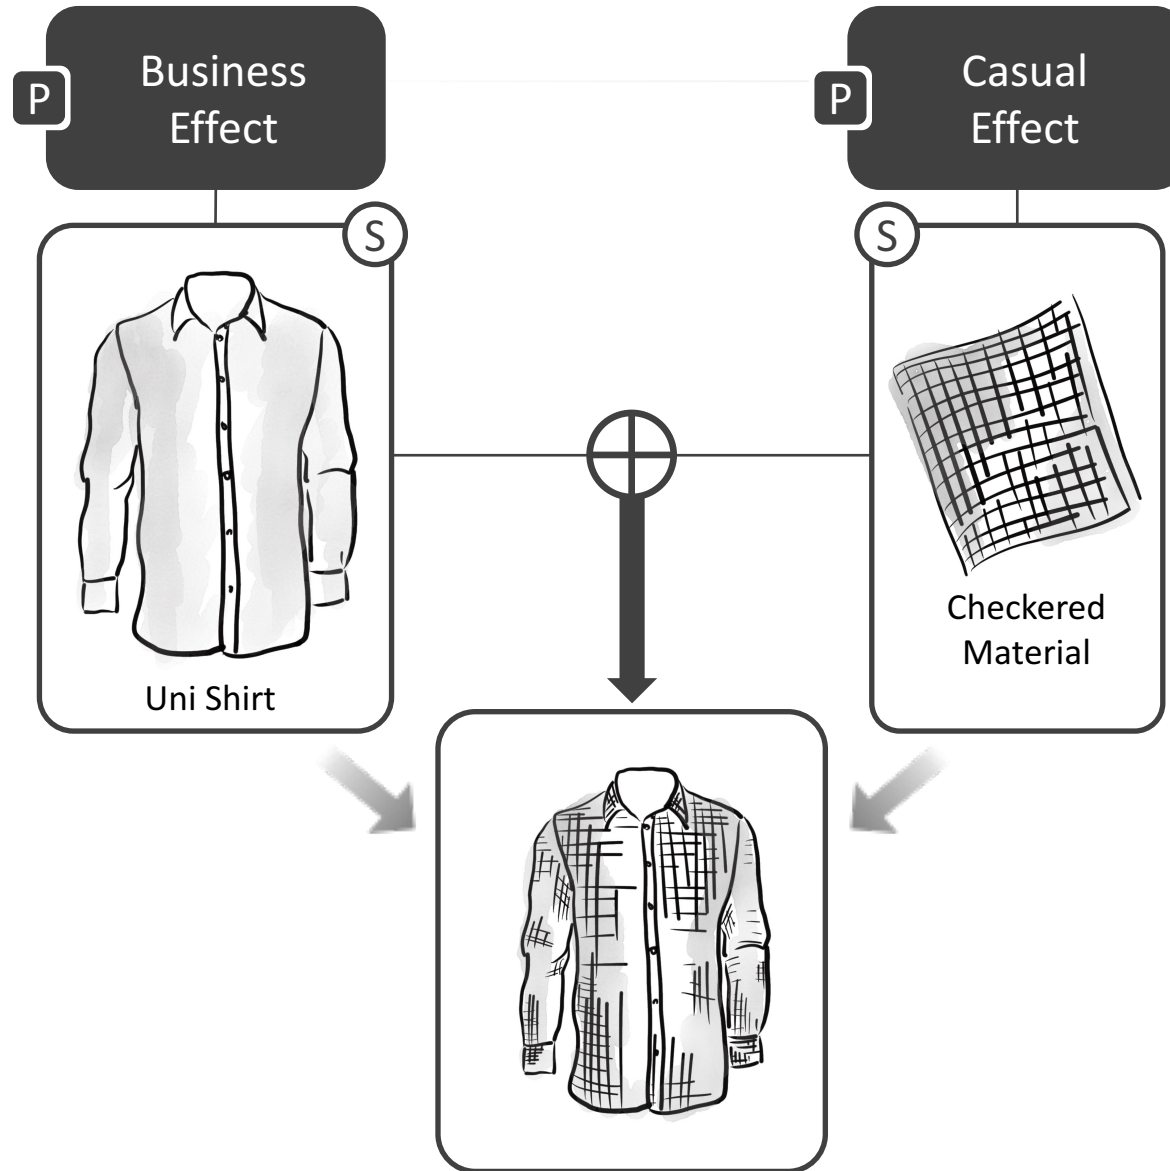 P
Business
Effect
P
Casual
Effect
S
S
Uni Shirt
Checkered
Material